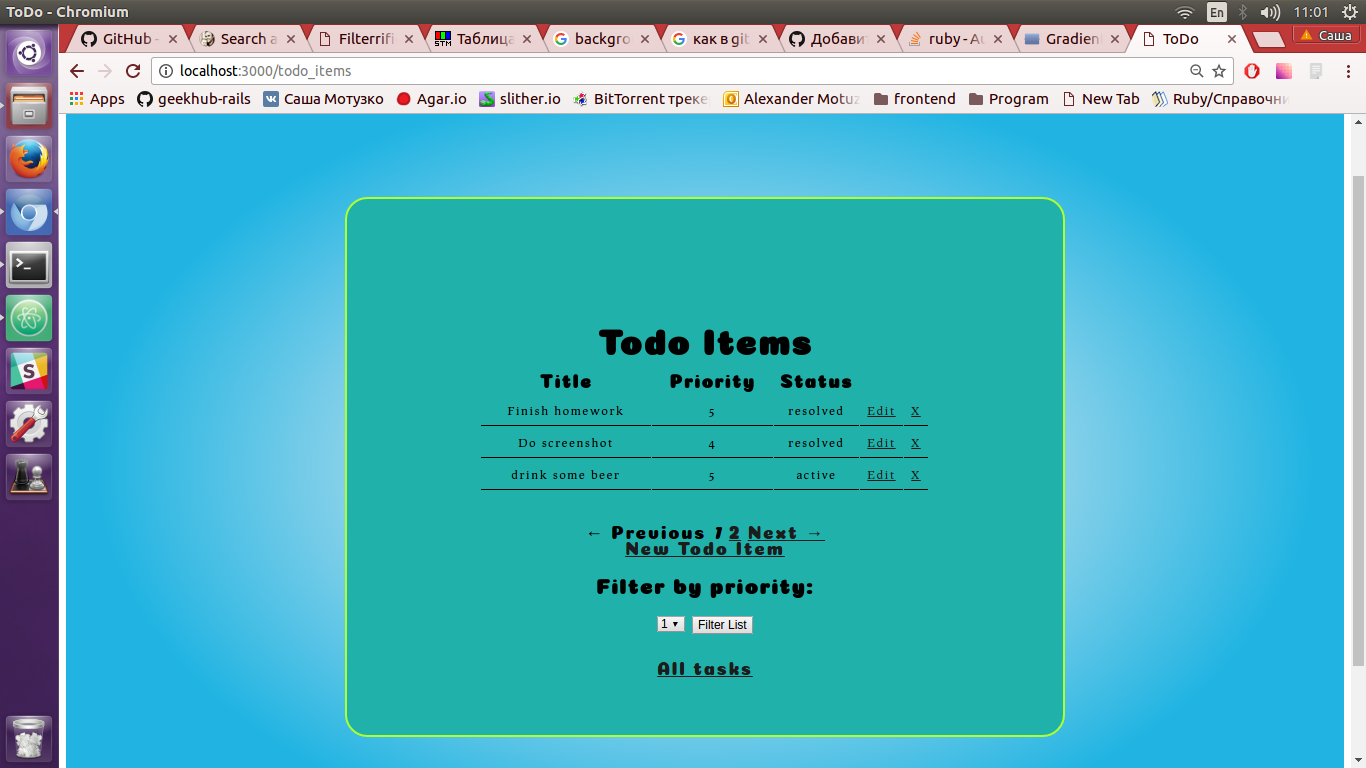 ToDo - Chromium
En 11:01
GitHub - Search a Filterrifi STM Таблица backgro как в git Добави ruby - Au Gradien ToDo Саша
localhost:3000/todo_items
Apps geekhub-rails Саша Мотузко Agar.io slither.io BitTorrent треке Alexander Motuz frontend Program New Tab Ruby/Справочни
Todo Items
Title Priority Status
Finish homework 5 resolved Edit X
Do screenshot 4 resolved Edit X
drink some beer 5 active Edit X
← Previous 1 2 Next →
New Todo Item
Filter by priority:
1 Filter List
All tasks